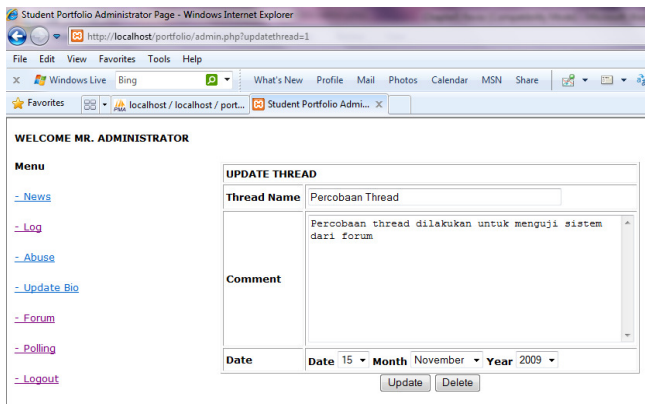 Student Portfolio Administrator Page - Windows Internet Explorer
http://localhost/portfolio/admin.php?updatethread=1
File Edit View Favorites Tools Help
x Windows Live Bing What's New Profile Mail Photos Calendar MSN Share
Favorites localhost / localhost / port... Student Portfolio Admi... X
WELCOME MR. ADMINISTRATOR
Menu
- News
- Log
- Abuse
- Update Bio
- Forum
- Polling
- Logout
UPDATE THREAD
Thread Name Percobaan Thread
Comment
Percobaan thread dilakukan untuk menguji sistem
dari forum
Date Date 15 Month November Year 2009
Update Delete